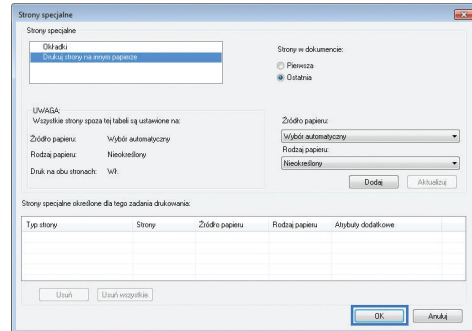 Strony specjalne
Strony specjalne
Okładki
Drukuj strony na innym papierze
Strony w dokumencie:
Pierwsza
Ostatnia
UWAGA:
Wszystkie strony spoza tej tabeli są ustawione na:
Źródło papieru: Wybór automatyczny
Rodzaj papieru: Nieokreślony
Druk na obu stronach: Wł.
Źródło papieru:
Wybór automatyczny
Rodzaj papieru:
Nieokreślony
Dodaj Aktualizuj
Strony specjalne określone dla tego zadania drukowania:
Typ strony Strony Źródło papieru Rodzaj papieru Atrybuty dodatkowe
Usuń Usuń wszystkie
OK Anuluj